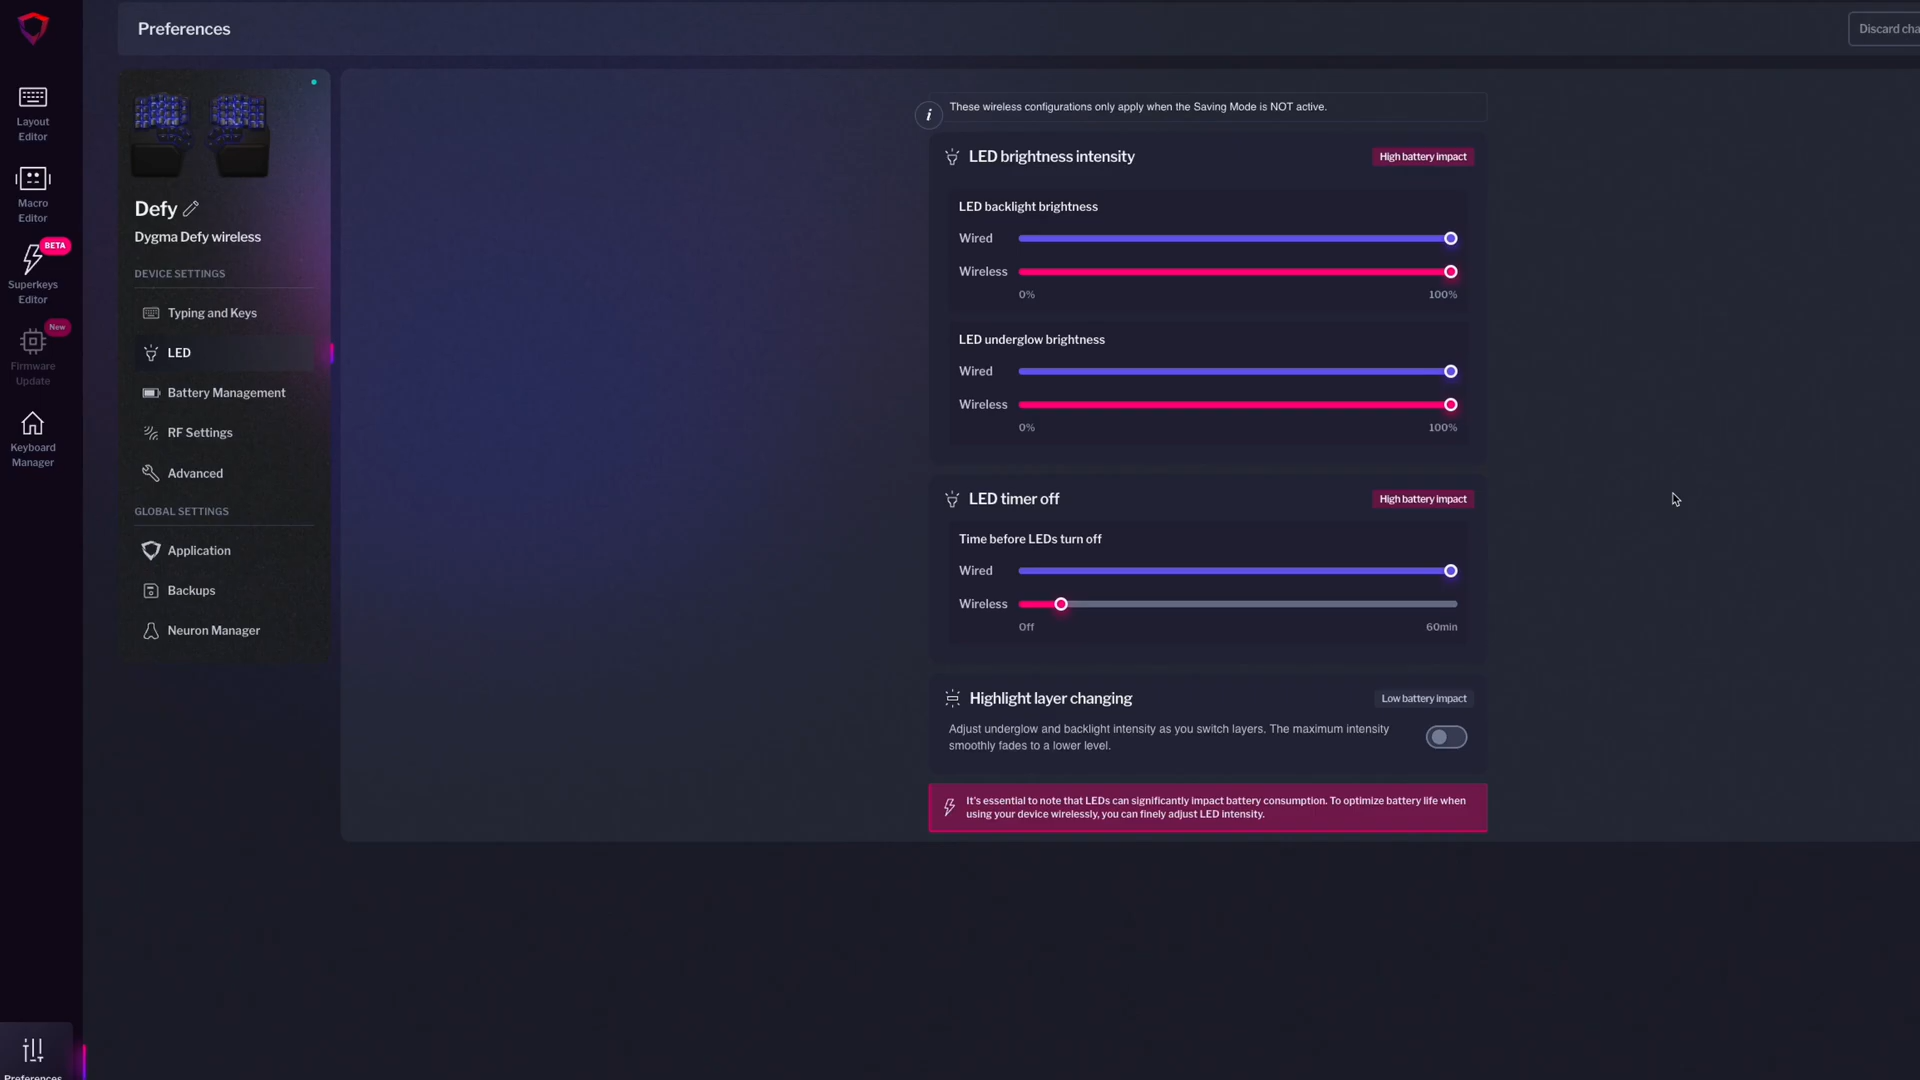 Preferences
Discard cha
Layout
Editor
Macro
Editor
BETA
Superkeys
Editor
New
Firmware
Update
Keyboard
Manager
Preferences
Defy
Dygma Defy wireless
DEVICE SETTINGS
Typing and Keys
LED
Battery Management
RF Settings
Advanced
GLOBAL SETTINGS
Application
Backups
Neuron Manager
i
These wireless configurations only apply when the Saving Mode is NOT active.
LED brightness intensity
High battery impact
LED backlight brightness
Wired
Wireless
0% 100%
LED underglow brightness
Wired
Wireless
0% 100%
LED timer off
High battery impact
Time before LEDs turn off
Wired
Wireless
Off 60min
Highlight layer changing
Low battery impact
Adjust underglow and backlight intensity as you switch layers. The maximum intensity
smoothly fades to a lower level.
It's essential to note that LEDs can significantly impact battery consumption. To optimize battery life when
using your device wirelessly, you can finely adjust LED intensity.